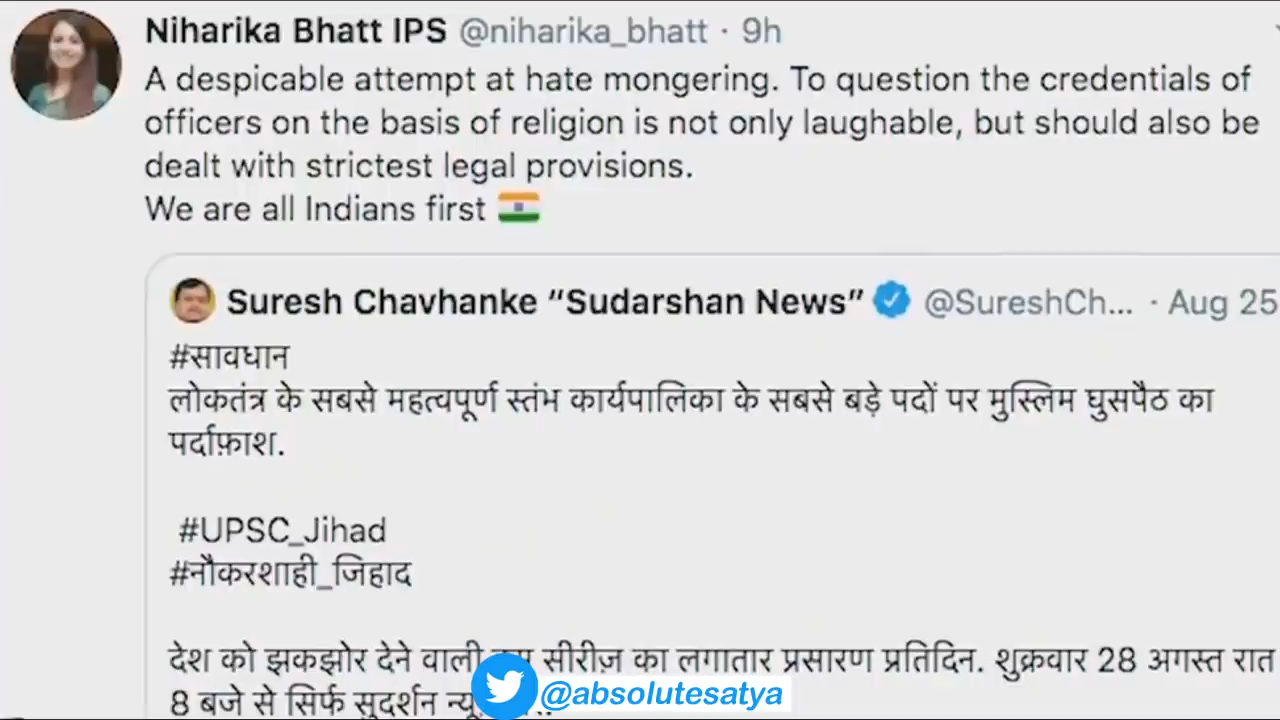 Niharika Bhatt IPS @niharika_bhatt · 9h
A despicable attempt at hate mongering. To question the credentials of
officers on the basis of religion is not only laughable, but should also be
dealt with strictest legal provisions.
We are all Indians first 🇮🇳
Suresh Chavhanke “Sudarshan News” @SureshCh... · Aug 25
#सावधान
लोकतंत्र के सबसे महत्वपूर्ण स्तंभ कार्यपालिका के सबसे बड़े पदों पर मुस्लिम घुसपैठ का
पर्दाफ़ाश.
#UPSC_Jihad
#नौकरशाही_जिहाद
देश को झकझोर देने वाली सीरीज़ का लगातार प्रसारण प्रतिदिन. शुक्रवार 28 अगस्त रात
8 बजे से सिर्फ सुदर्शन
@absolutesatya